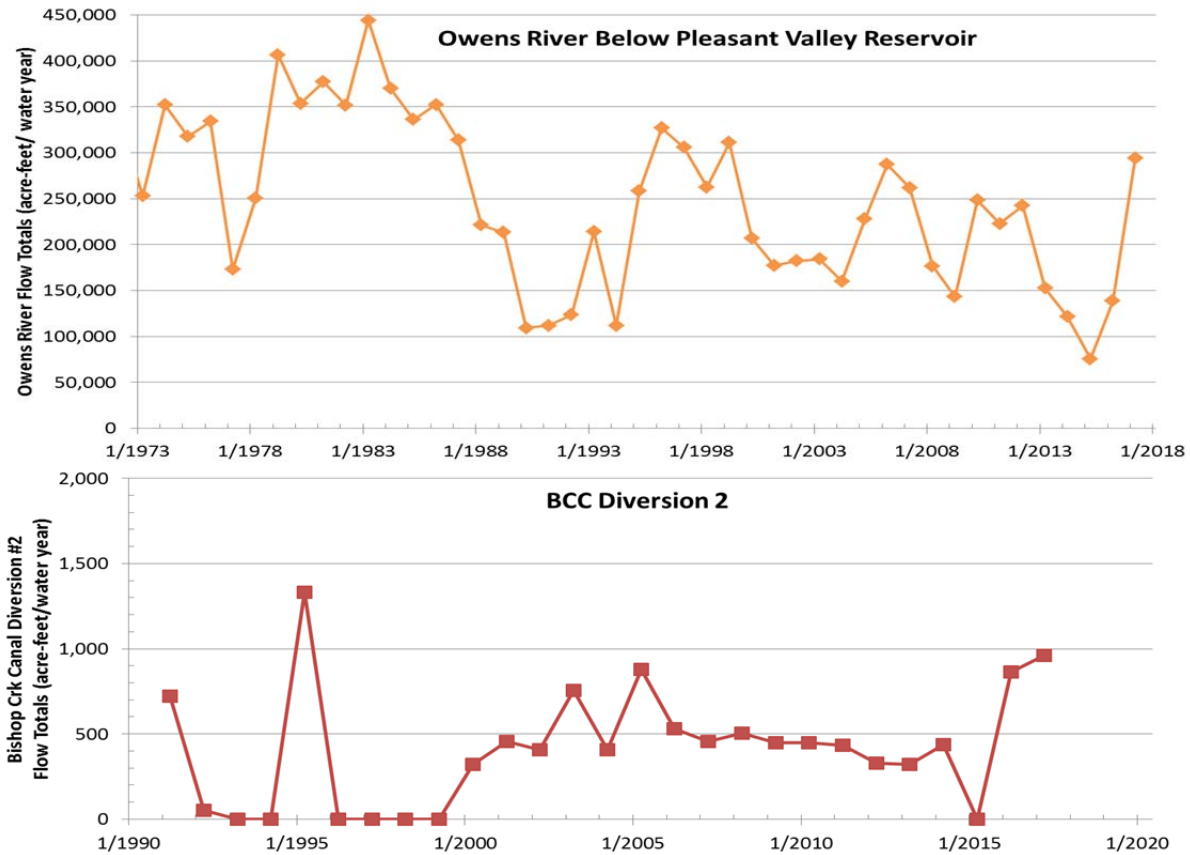 Owens River Below Pleasant Valley Reservoir
Owens River Flow Totals (acre-feet/ water year)
450,000
400,000
350,000
300,000
250,000
200,000
150,000
100,000
50,000
0
1/1973 1/1978 1/1983 1/1988 1/1993 1/1998 1/2003 1/2008 1/2013 1/2018
BCC Diversion 2
Bishop Crk Canal Diversion #2
Flow Totals (acre-feet/water year)
2,000
1,500
1,000
500
0
1/1990 1/1995 1/2000 1/2005 1/2010 1/2015 1/2020